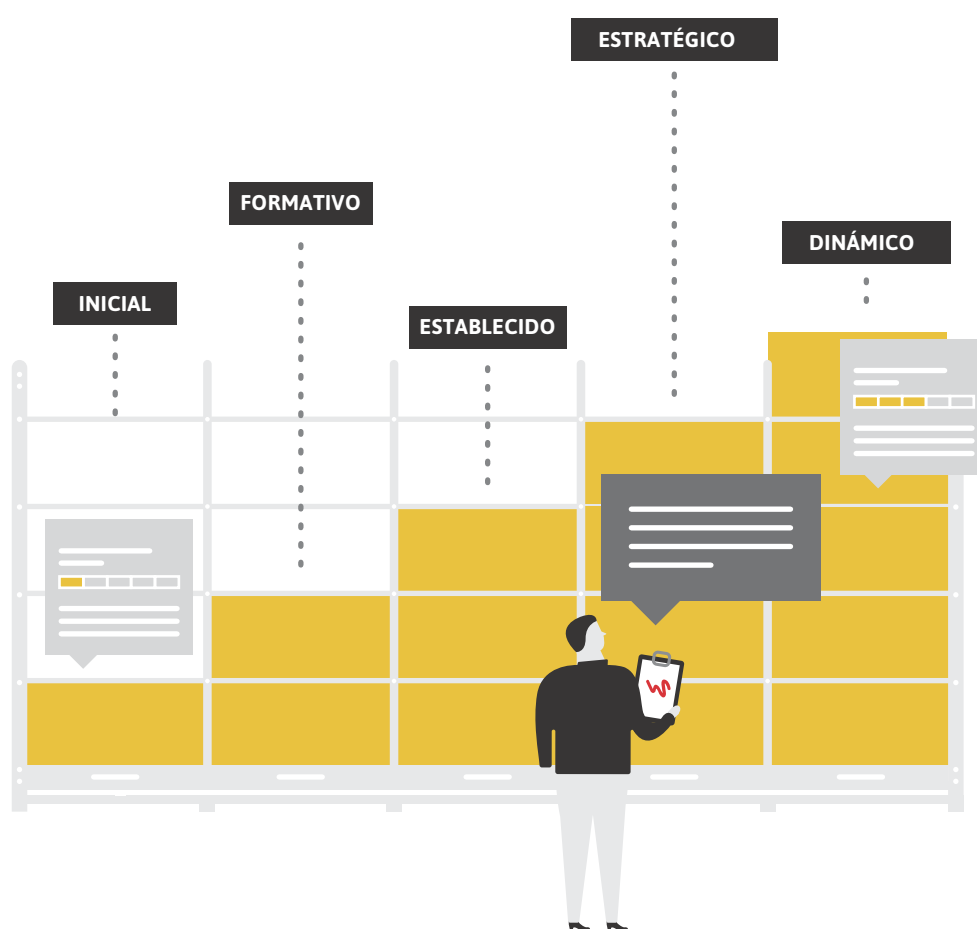 INICIAL
FORMATIVO
ESTABLECIDO
ESTRATÉGICO
DINÁMICO